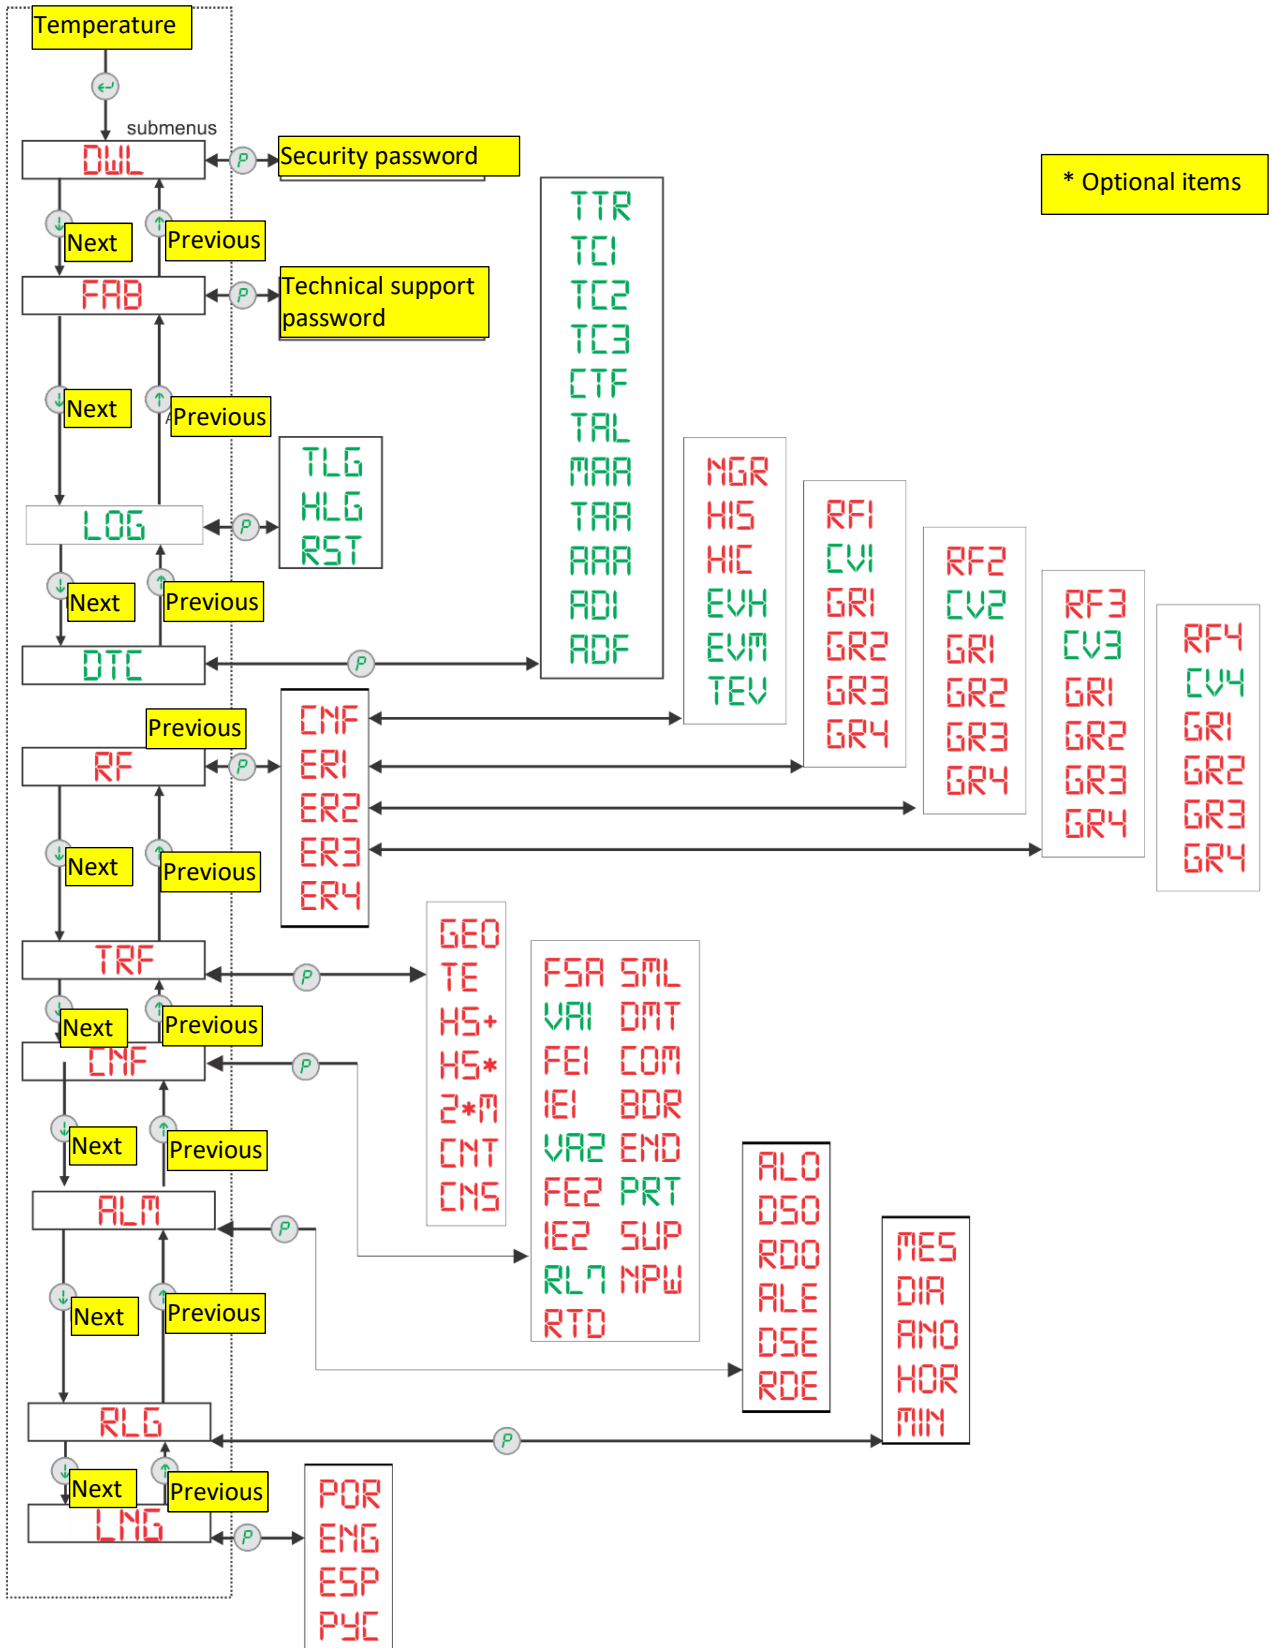 Temperature
submenus
DWL
P
Security password
* Optional items
Next
Previous
FAB
P
Technical support
password
Next
Previous
LOG
P
TLG
HLG
RST
Next
Previous
DTC
P
TTR
TC1
TC2
TC3
CTF
TAL
MAA
TAA
AAA
ADI
ADF
Previous
RF
P
CNF
ER1
ER2
ER3
ER4
NGR
HIS
HIC
EVH
EVM
TEV
RF1
CV1
GR1
GR2
GR3
GR4
RF2
CV2
GR1
GR2
GR3
GR4
RF3
CV3
GR1
GR2
GR3
GR4
RF4
CV4
GR1
GR2
GR3
GR4
Next
Previous
TRF
P
GEO
TE
HS+
HS*
2*M
CNT
CNS
Next
Previous
CNF
P
FSA SML
VA1 DMT
FE1 COM
IE1 BDR
VA2 END
FE2 PRT
IE2 SUP
RL7 NPW
RTD
Next
Previous
ALM
P
ALO
DSO
RDO
ALE
DSE
RDE
Next
Previous
RLG
P
MES
DIA
ANO
HOR
MIN
Next
Previous
LNG
P
POR
ENG
ESP
PYC